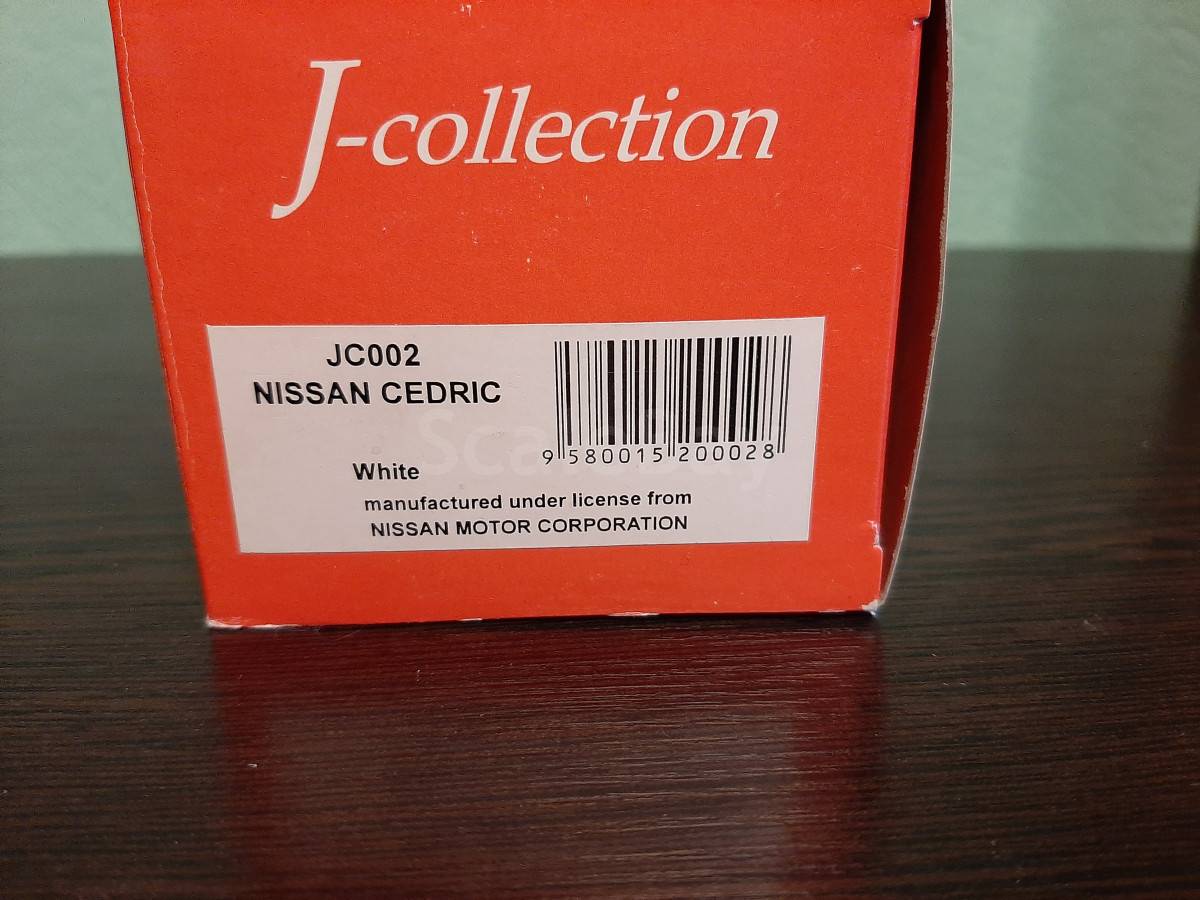 J-collection
JC002
NISSAN CEDRIC
9 580015 200028
White
manufactured under license from
NISSAN MOTOR CORPORATION